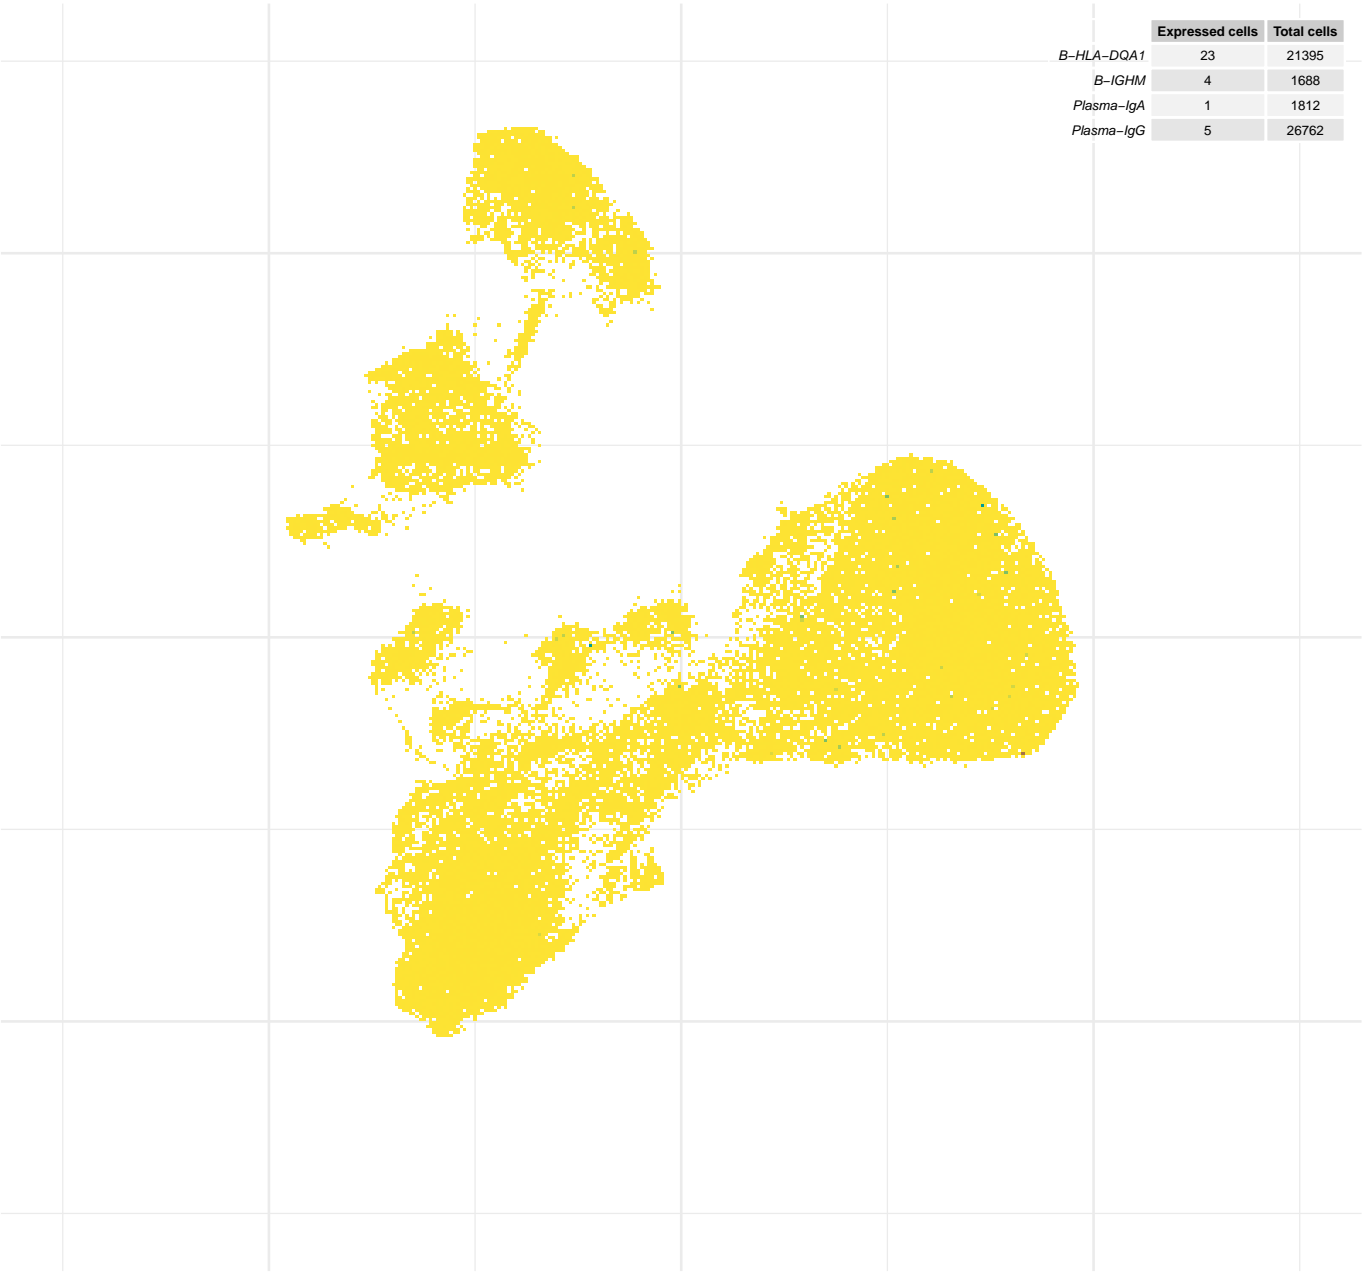 Expressed cells Total cells
B−HLA−DQA1 23 21395
B−IGHM 4 1688
Plasma−IgA 1 1812
Plasma−IgG 5 26762